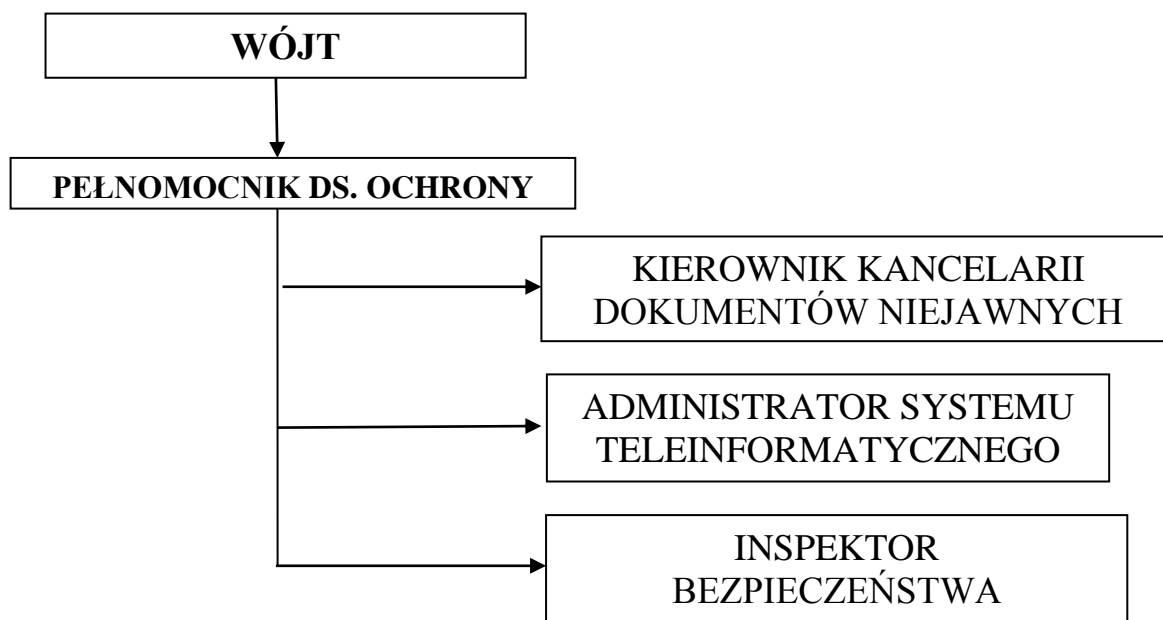 WÓJT
PEŁNOMOCNIK DS. OCHRONY
KIEROWNIK KANCELARII
DOKUMENTÓW NIEJAWNYCH
ADMINISTRATOR SYSTEMU
TELEINFORMATYCZNEGO
INSPEKTOR
BEZPIECZEŃSTWA